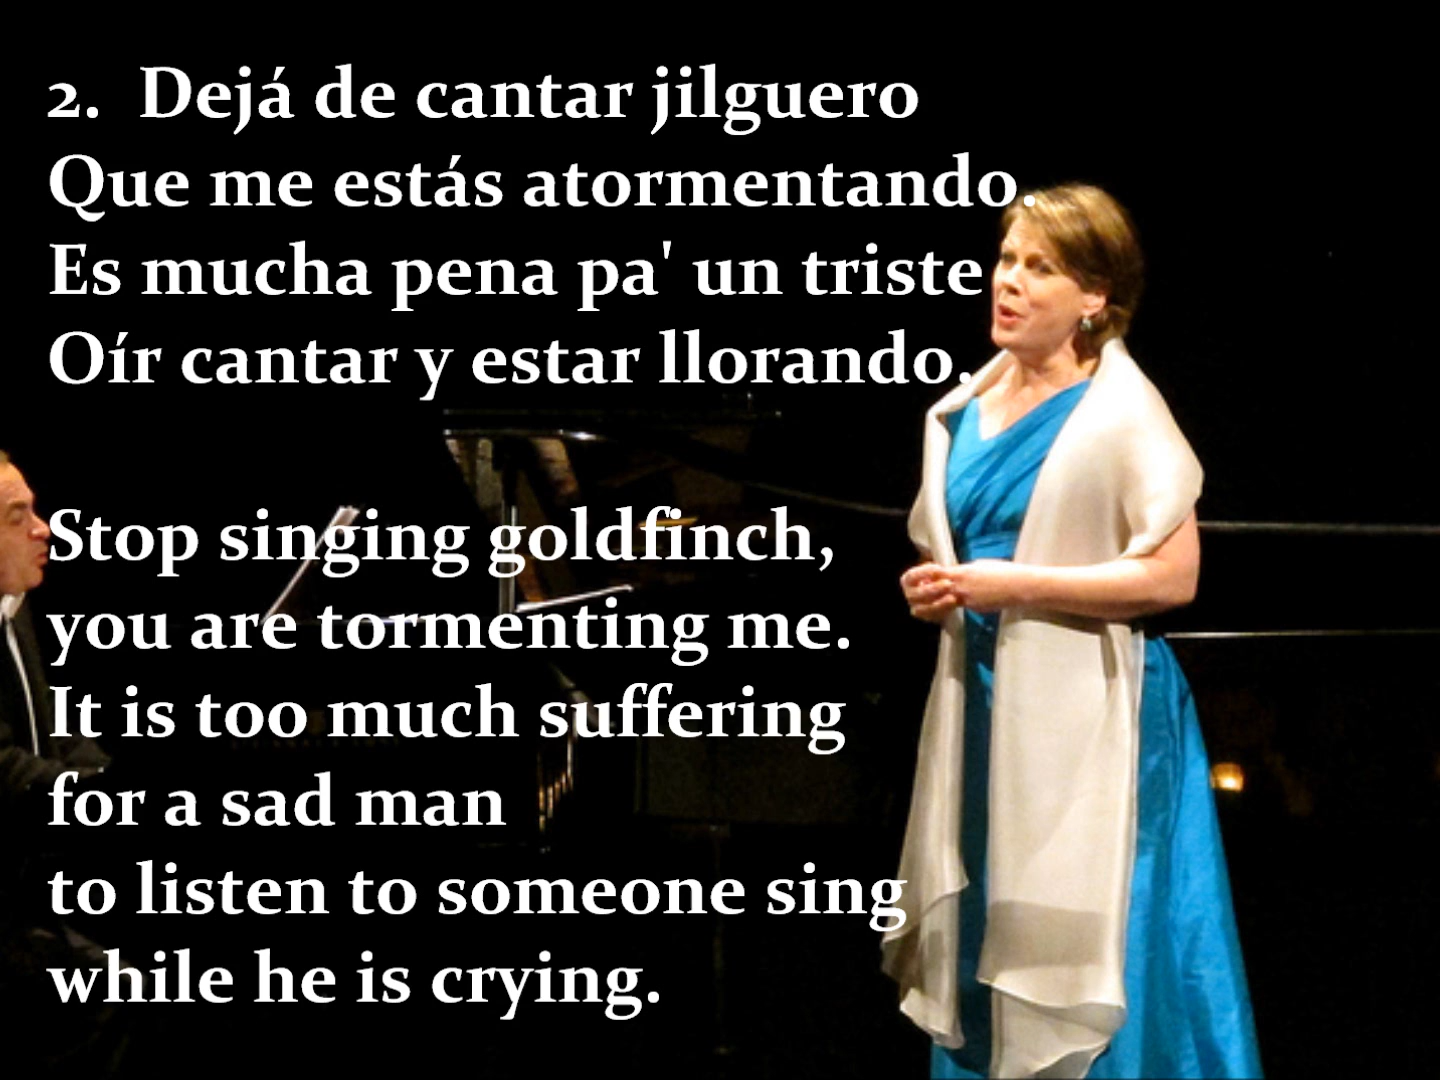 2. Dejá de cantar jilguero
Que me estás atormentando.
Es mucha pena pa' un triste
Oír cantar y estar llorando.
Stop singing goldfinch,
you are tormenting me.
It is too much suffering
for a sad man
to listen to someone sing
while he is crying.